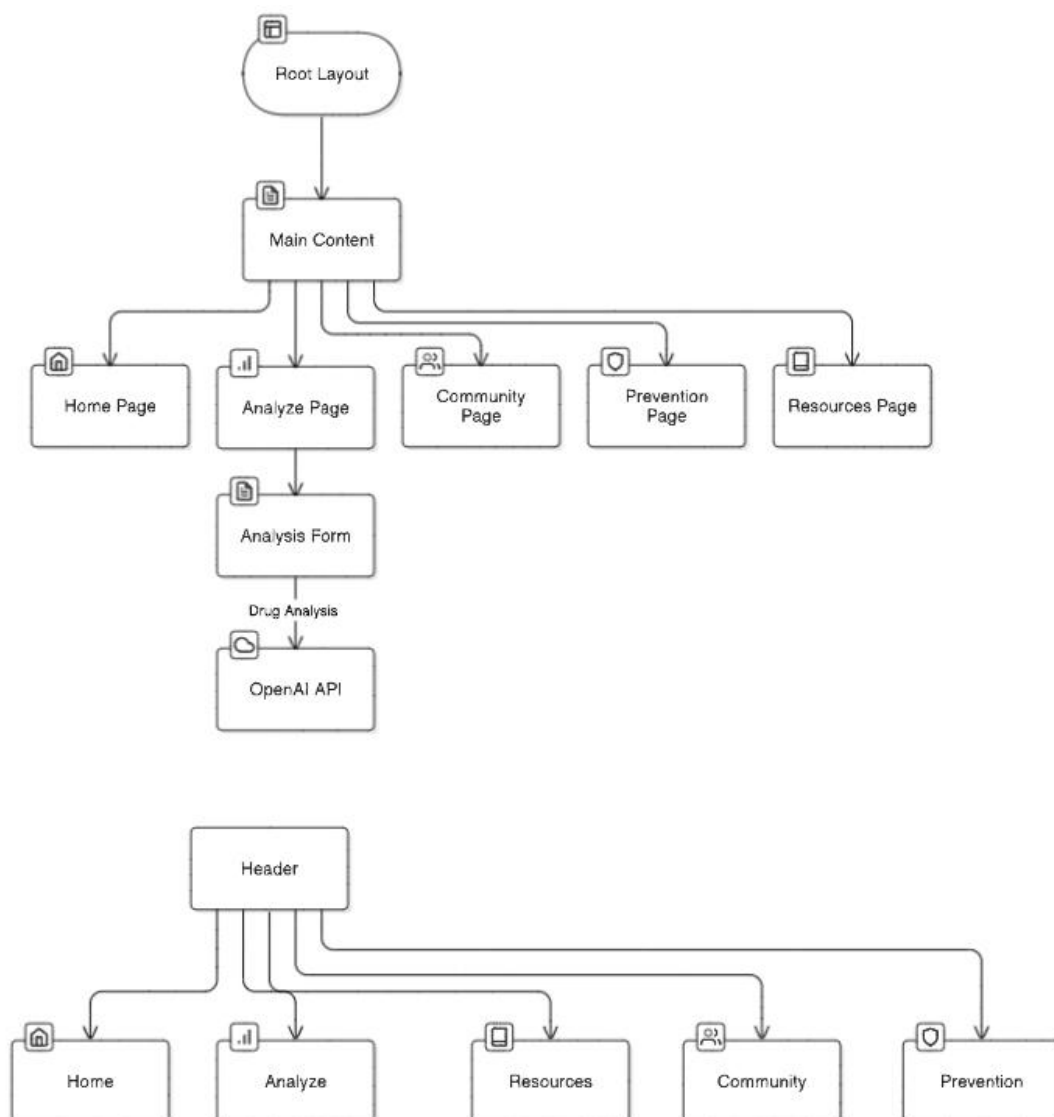 Root Layout
Main Content
Home Page
Analyze Page
Community
Page
Prevention
Page
Resources Page
Analysis Form
Drug Analysis
OpenAI API
Header
Home
Analyze
Resources
Community
Prevention